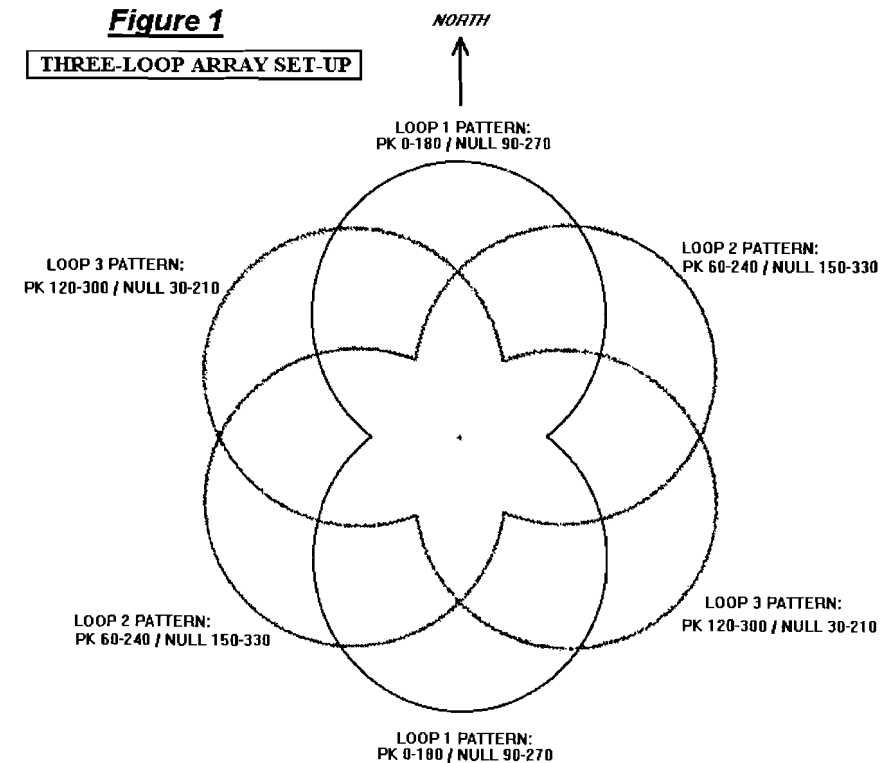 Figure 1
NORTH
THREE-LOOP ARRAY SET-UP
LOOP 1 PATTERN:
PK 0-180 / NULL 90-270
LOOP 2 PATTERN:
PK 60-240 / NULL 150-330
LOOP 3 PATTERN:
PK 120-300 / NULL 30-210
LOOP 3 PATTERN:
PK 120-300 / NULL 30-210
LOOP 2 PATTERN:
PK 60-240 / NULL 150-330
LOOP 1 PATTERN:
PK 0-180 / NULL 90-270